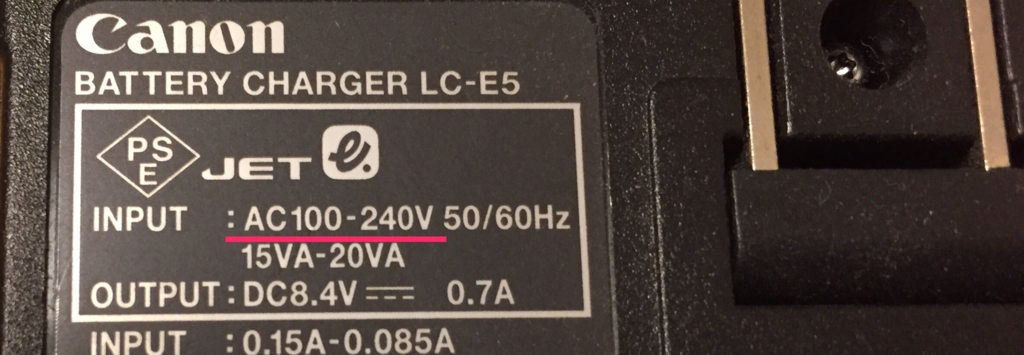 Canon
BATTERY CHARGER LC-E5
PS
E
JET e.
INPUT : AC100-240V 50/60Hz
15VA-20VA
OUTPUT : DC8.4V 0.7A
INPUT : 0.15A-0.085A